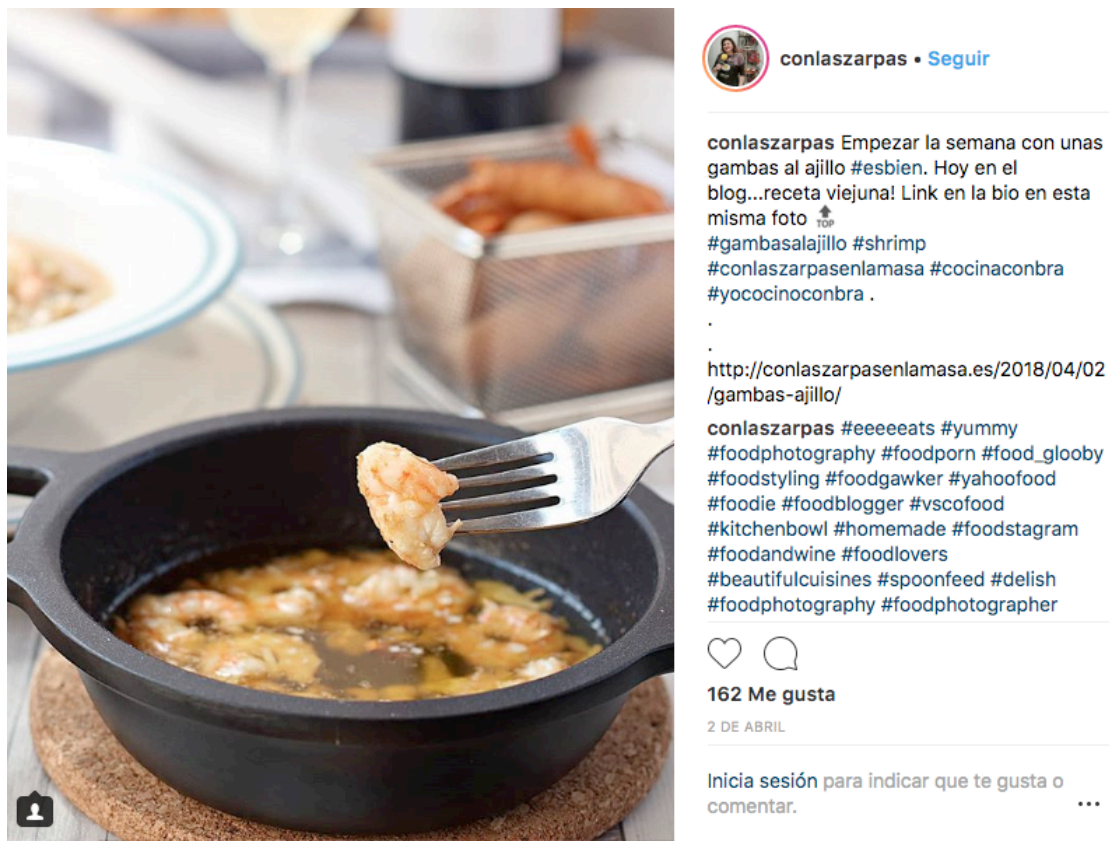 conlaszarpas • Seguir
conlaszarpas Empezar la semana con unas
gambas al ajillo #esbien. Hoy en el
blog...receta viejuna! Link en la bio en esta
misma foto 🔝
#gambasalajillo #shrimp
#conlaszarpasenlamasa #cocinaconbra
#yococinoconbra .
.
.
http://conlaszarpasenlamasa.es/2018/04/02
/gambas-ajillo/
conlaszarpas #eeeeeats #yummy
#foodphotography #foodporn #food_glooby
#foodstyling #foodgawker #yahoofood
#foodie #foodblogger #vscofood
#kitchenbowl #homemade #foodstagram
#foodandwine #foodlovers
#beautifulcuisines #spoonfeed #delish
#foodphotography #foodphotographer
162 Me gusta
2 DE ABRIL
Inicia sesión para indicar que te gusta o
comentar.